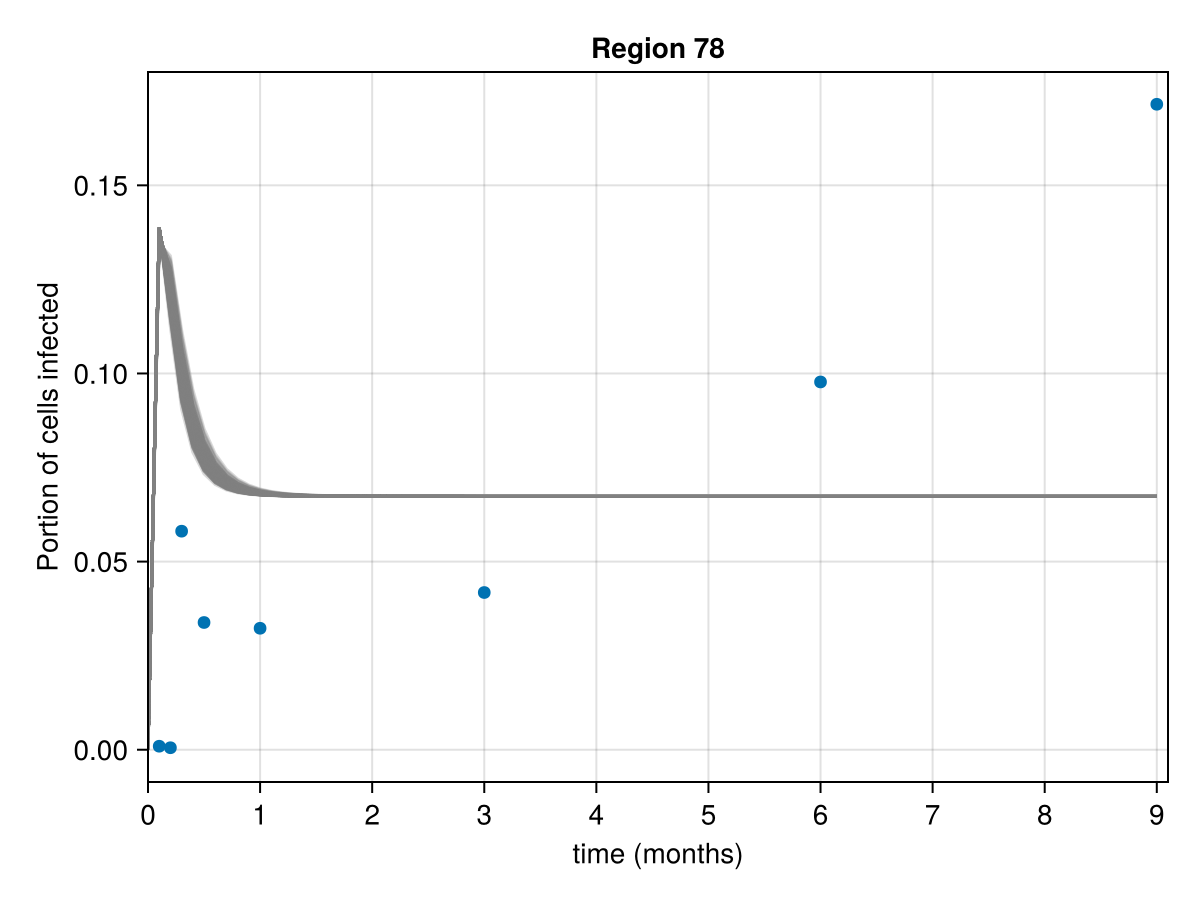 Region 78
Portion of cells infected
0.15
0.10
0.05
0.00
0 1 2 3 4 5 6 7 8 9
time (months)